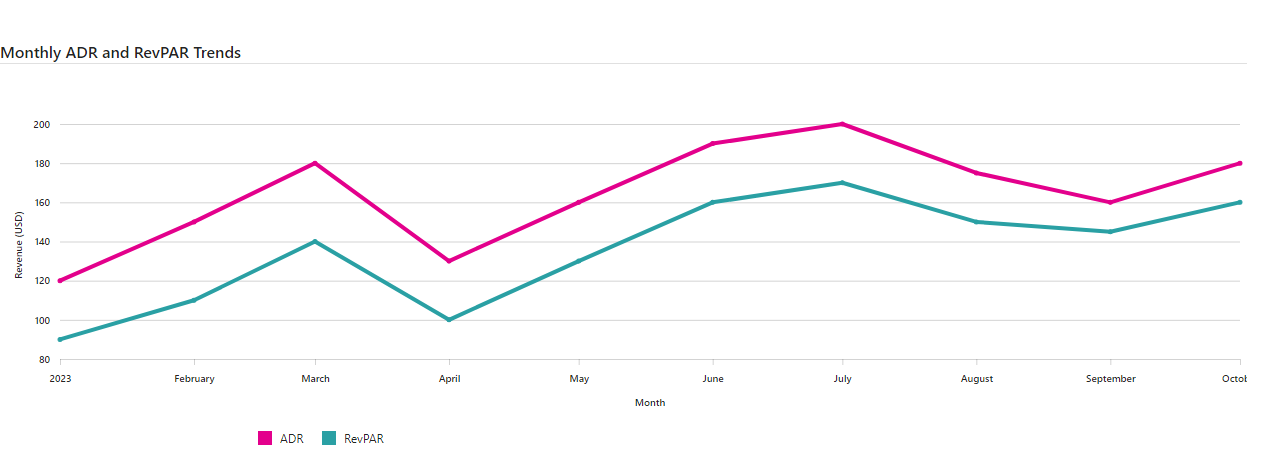 Monthly ADR and RevPAR Trends
200
180
160
140
120
100
80
Revenue (USD)
2023 February March April May June July August September Octob
Month
ADR RevPAR